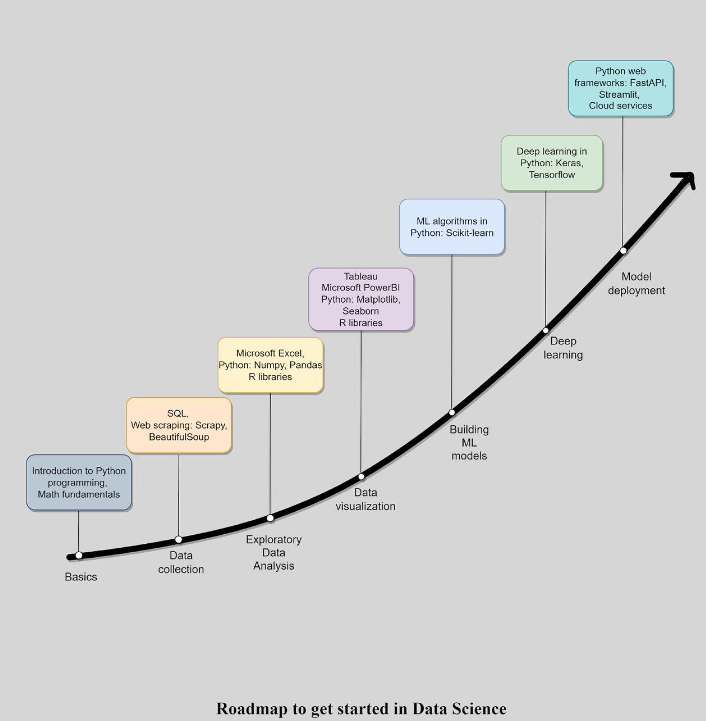 Python web
frameworks: FastAPI,
Streamlit,
Cloud services
Deep learning in
Python: Keras,
Tensorflow
ML algorithms in
Python: Scikit-learn
Tableau
Microsoft PowerBI
Python: Matplotlib,
Seaborn
R libraries
Microsoft Excel,
Python: Numpy, Pandas
R libraries
SQL,
Web scraping: Scrapy,
BeautifulSoup
Introduction to Python
programming,
Math fundamentals
Basics
Data
collection
Exploratory
Data
Analysis
Data
visualization
Building
ML
models
Deep
learning
Model
deployment
Roadmap to get started in Data Science